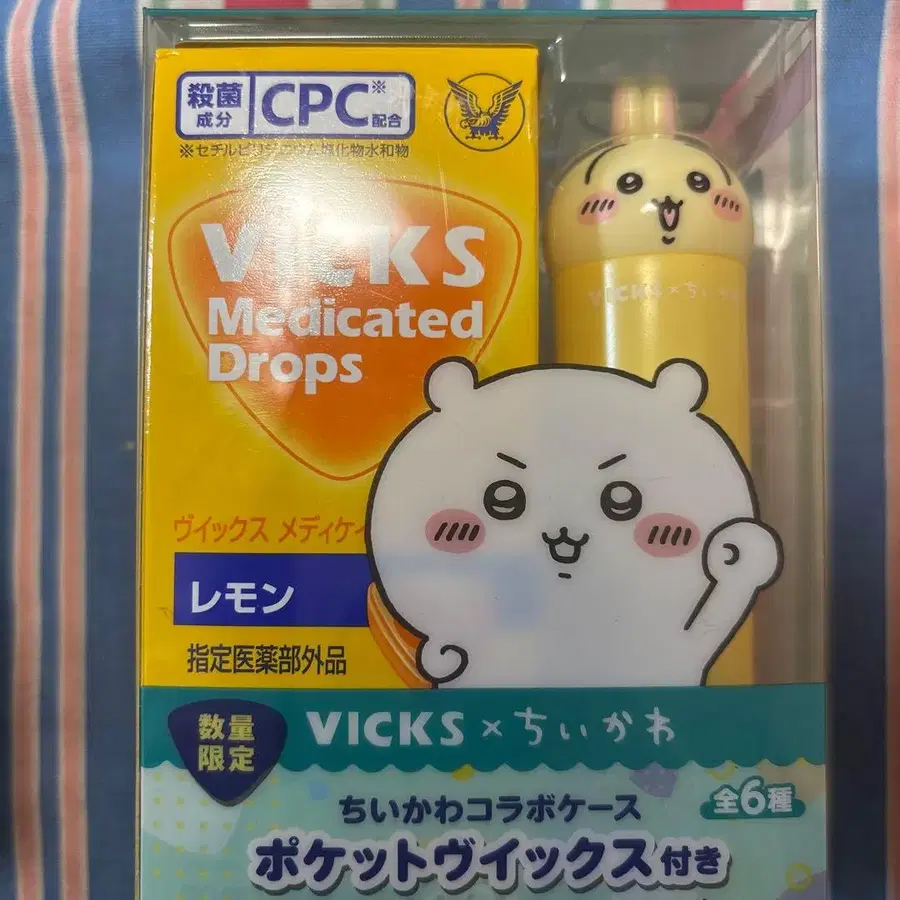 殺菌
成分
CPC※
配合
※セチルピリジニウム塩化物水和物
VICKS
Medicated
Drops
VICKS×ちいかわ
ヴイックス メディケイ
レモン
指定医薬部外品
数量
限定
VICKS×ちいかわ
ちいかわコラボケース
全6種
ポケットヴイックス付き